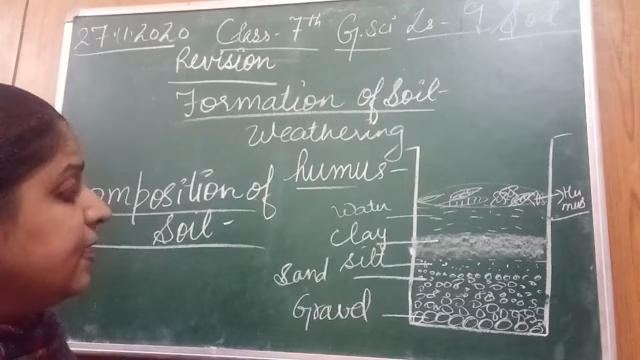 27.11.2020 Class - 7th G.sci Ls - 9 Soil
Revision
Formation of Soil -
Weathering
humus -
omposition of
Soil -
Water
Clay
Silt
Sand
Gravel
Hu
mus